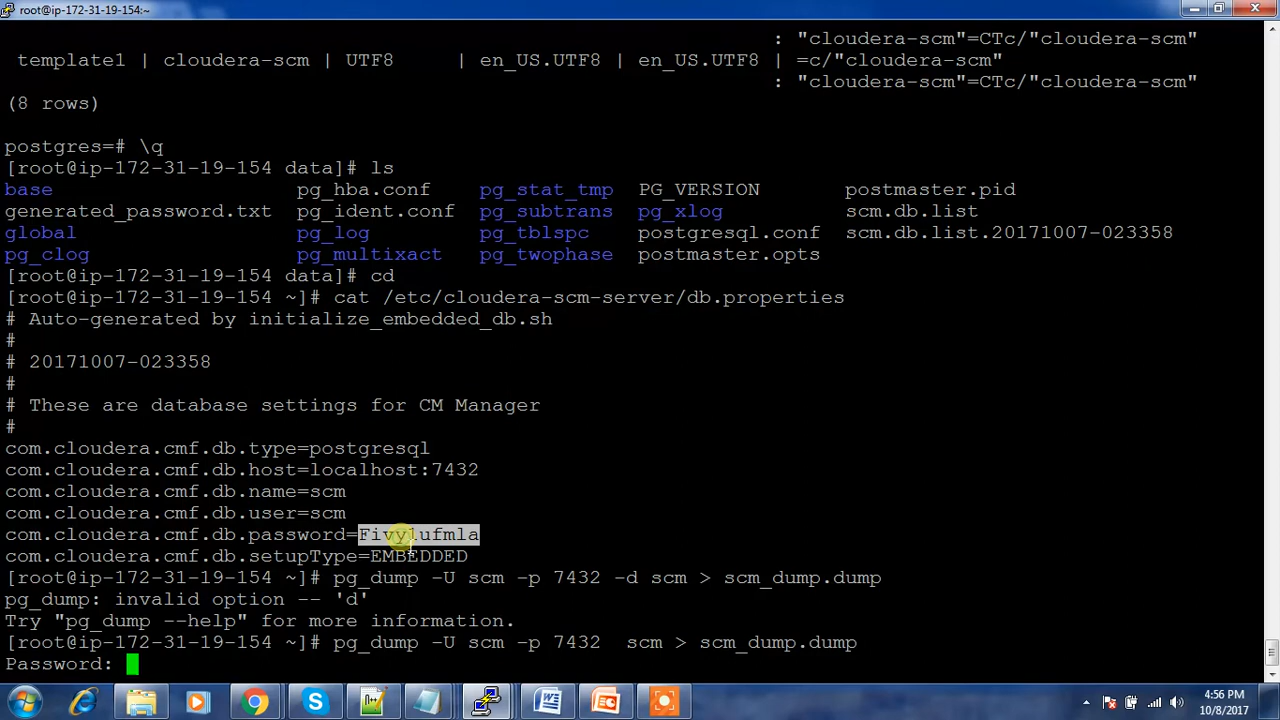 root@ip-172-31-19-154:~
: "cloudera-scm"=CTc/"cloudera-scm"
template1 | cloudera-scm | UTF8 | en_US.UTF8 | en_US.UTF8 | =c/"cloudera-scm"
: "cloudera-scm"=CTc/"cloudera-scm"
(8 rows)
postgres=# \q
[root@ip-172-31-19-154 data]# ls
base pg_hba.conf pg_stat_tmp PG_VERSION postmaster.pid
generated_password.txt pg_ident.conf pg_subtrans pg_xlog scm.db.list
global pg_log pg_tblspc postgresql.conf scm.db.list.20171007-023358
pg_clog pg_multixact pg_twophase postmaster.opts
[root@ip-172-31-19-154 data]# cd
[root@ip-172-31-19-154 ~]# cat /etc/cloudera-scm-server/db.properties
# Auto-generated by initialize_embedded_db.sh
#
# 20171007-023358
#
# These are database settings for CM Manager
#
com.cloudera.cmf.db.type=postgresql
com.cloudera.cmf.db.host=localhost:7432
com.cloudera.cmf.db.name=scm
com.cloudera.cmf.db.user=scm
com.cloudera.cmf.db.password=Fivy1ufmla
com.cloudera.cmf.db.setupType=EMBEDDED
[root@ip-172-31-19-154 ~]# pg_dump -U scm -p 7432 -d scm > scm_dump.dump
pg_dump: invalid option -- 'd'
Try "pg_dump --help" for more information.
[root@ip-172-31-19-154 ~]# pg_dump -U scm -p 7432 scm > scm_dump.dump
Password:
4:56 PM
10/8/2017